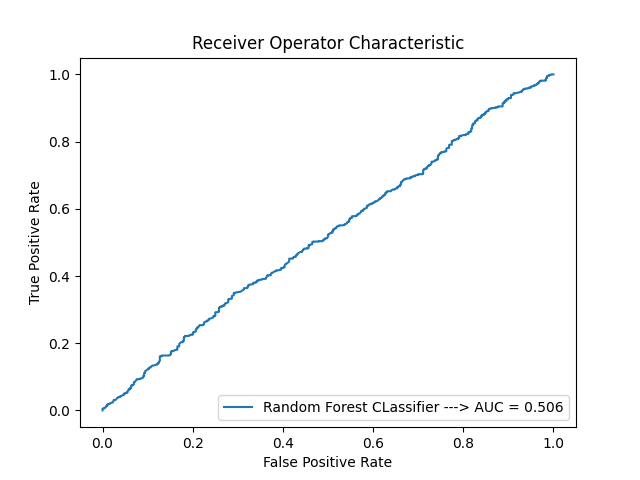 Receiver Operator Characteristic
True Positive Rate
1.0
0.8
0.6
0.4
0.2
0.0
Random Forest CLassifier ---> AUC = 0.506
0.0 0.2 0.4 0.6 0.8 1.0
False Positive Rate